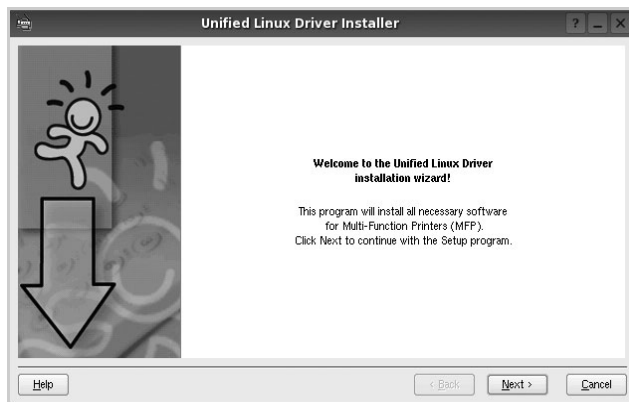 Unified Linux Driver Installer
Welcome to the Unified Linux Driver
installation wizard!
This program will install all necessary software
for Multi-Function Printers (MFP).
Click Next to continue with the Setup program.
Help
< Back
Next >
Cancel